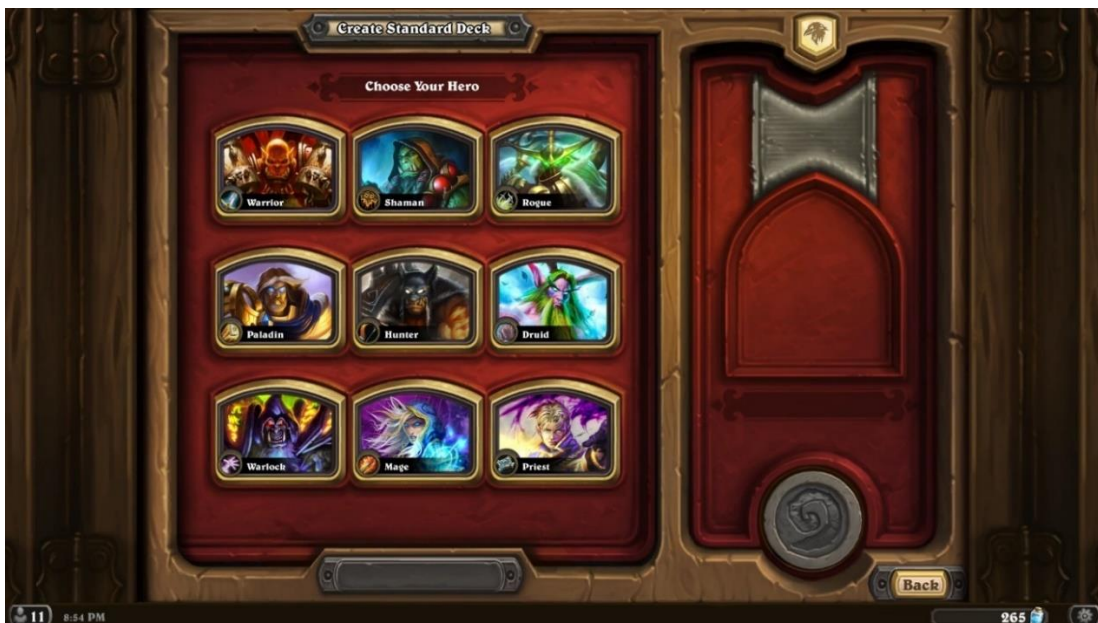 Create Standard Deck
Choose Your Hero
Warrior
Shaman
Rogue
Paladin
Hunter
Druid
Warlock
Mage
Priest
Back
11
8:54 PM
265